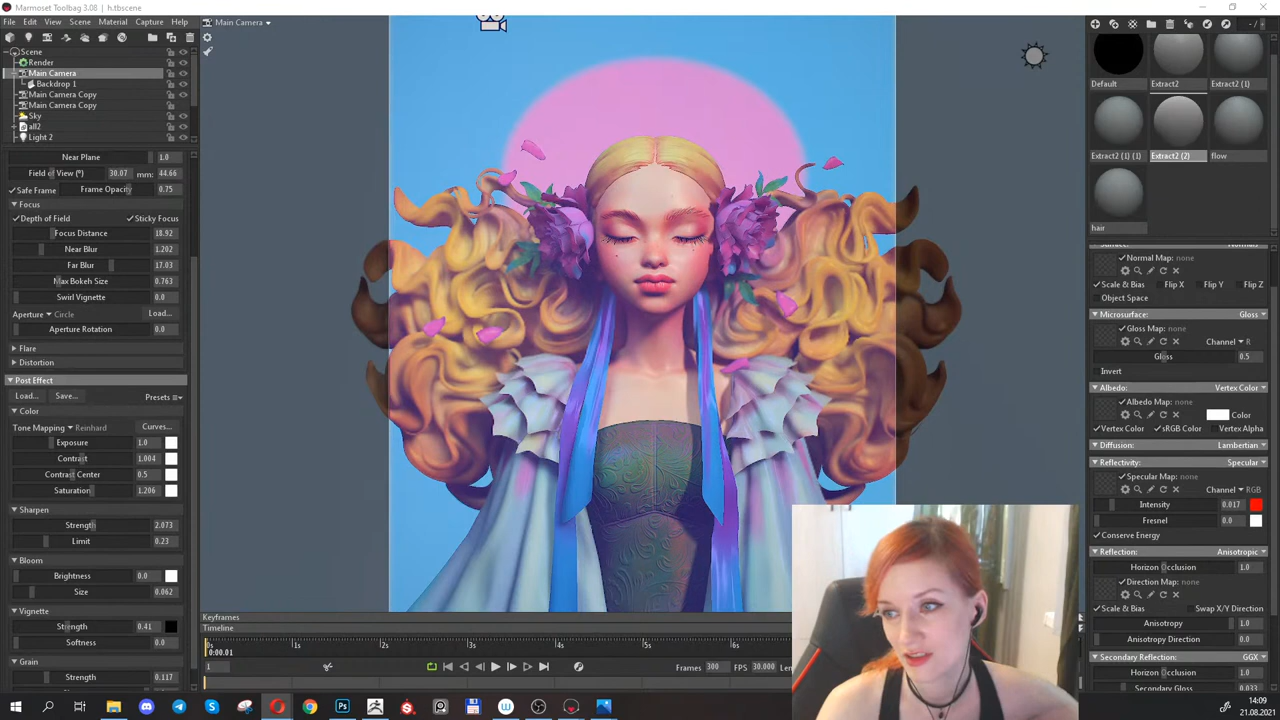 Marmoset Toolbag 3.08 | h.tbscene
File Edit View Scene Material Capture Help
Main Camera
Scene
Render
Main Camera
Backdrop 1
Main Camera Copy
Main Camera Copy
Sky
all2
Light 2
Near Plane 1.0
Field of View (°) 30.07 mm: 44.66
Safe Frame Frame Opacity 0.75
Focus
Depth of Field Sticky Focus
Focus Distance 18.92
Near Blur 1.202
Far Blur 17.03
Max Bokeh Size 0.763
Swirl Vignette 0.0
Aperture Circle Load...
Aperture Rotation 0.0
Flare
Distortion
Post Effect
Load... Save... Presets
Color
Tone Mapping Reinhard Curves...
Exposure 1.0
Contrast 1.004
Contrast Center 0.5
Saturation 1.206
Sharpen
Strength 2.073
Limit 0.23
Bloom
Brightness 0.0
Size 0.062
Vignette
Strength 0.41
Softness 0.0
Grain
Strength 0.117
Keyframes
Timeline
0s 1s 2s 3s 4s 5s 6s
0:00.01
1 Frames 300 FPS 30.000
Default Extract2 Extract2 (1)
Extract2 (1) (1) Extract2 (2) flow
hair
Surface: Normals
Normal Map: none
Scale & Bias Flip X Flip Y Flip Z
Object Space
Microsurface: Gloss
Gloss Map: none
Channel R
Gloss 0.5
Invert
Albedo: Vertex Color
Albedo Map: none
Color
Vertex Color sRGB Color Vertex Alpha
Diffusion: Lambertian
Reflectivity: Specular
Specular Map: none
Channel RGB
Intensity 0.017
Fresnel 0.0
Conserve Energy
Reflection: Anisotropic
Horizon Occlusion 1.0
Direction Map: none
Scale & Bias Swap X/Y Direction
Anisotropy 1.0
Anisotropy Direction 0.0
Secondary Reflection: GGX
Horizon Occlusion 1.0
Secondary Gloss 0.033
14:09
21.08.2021